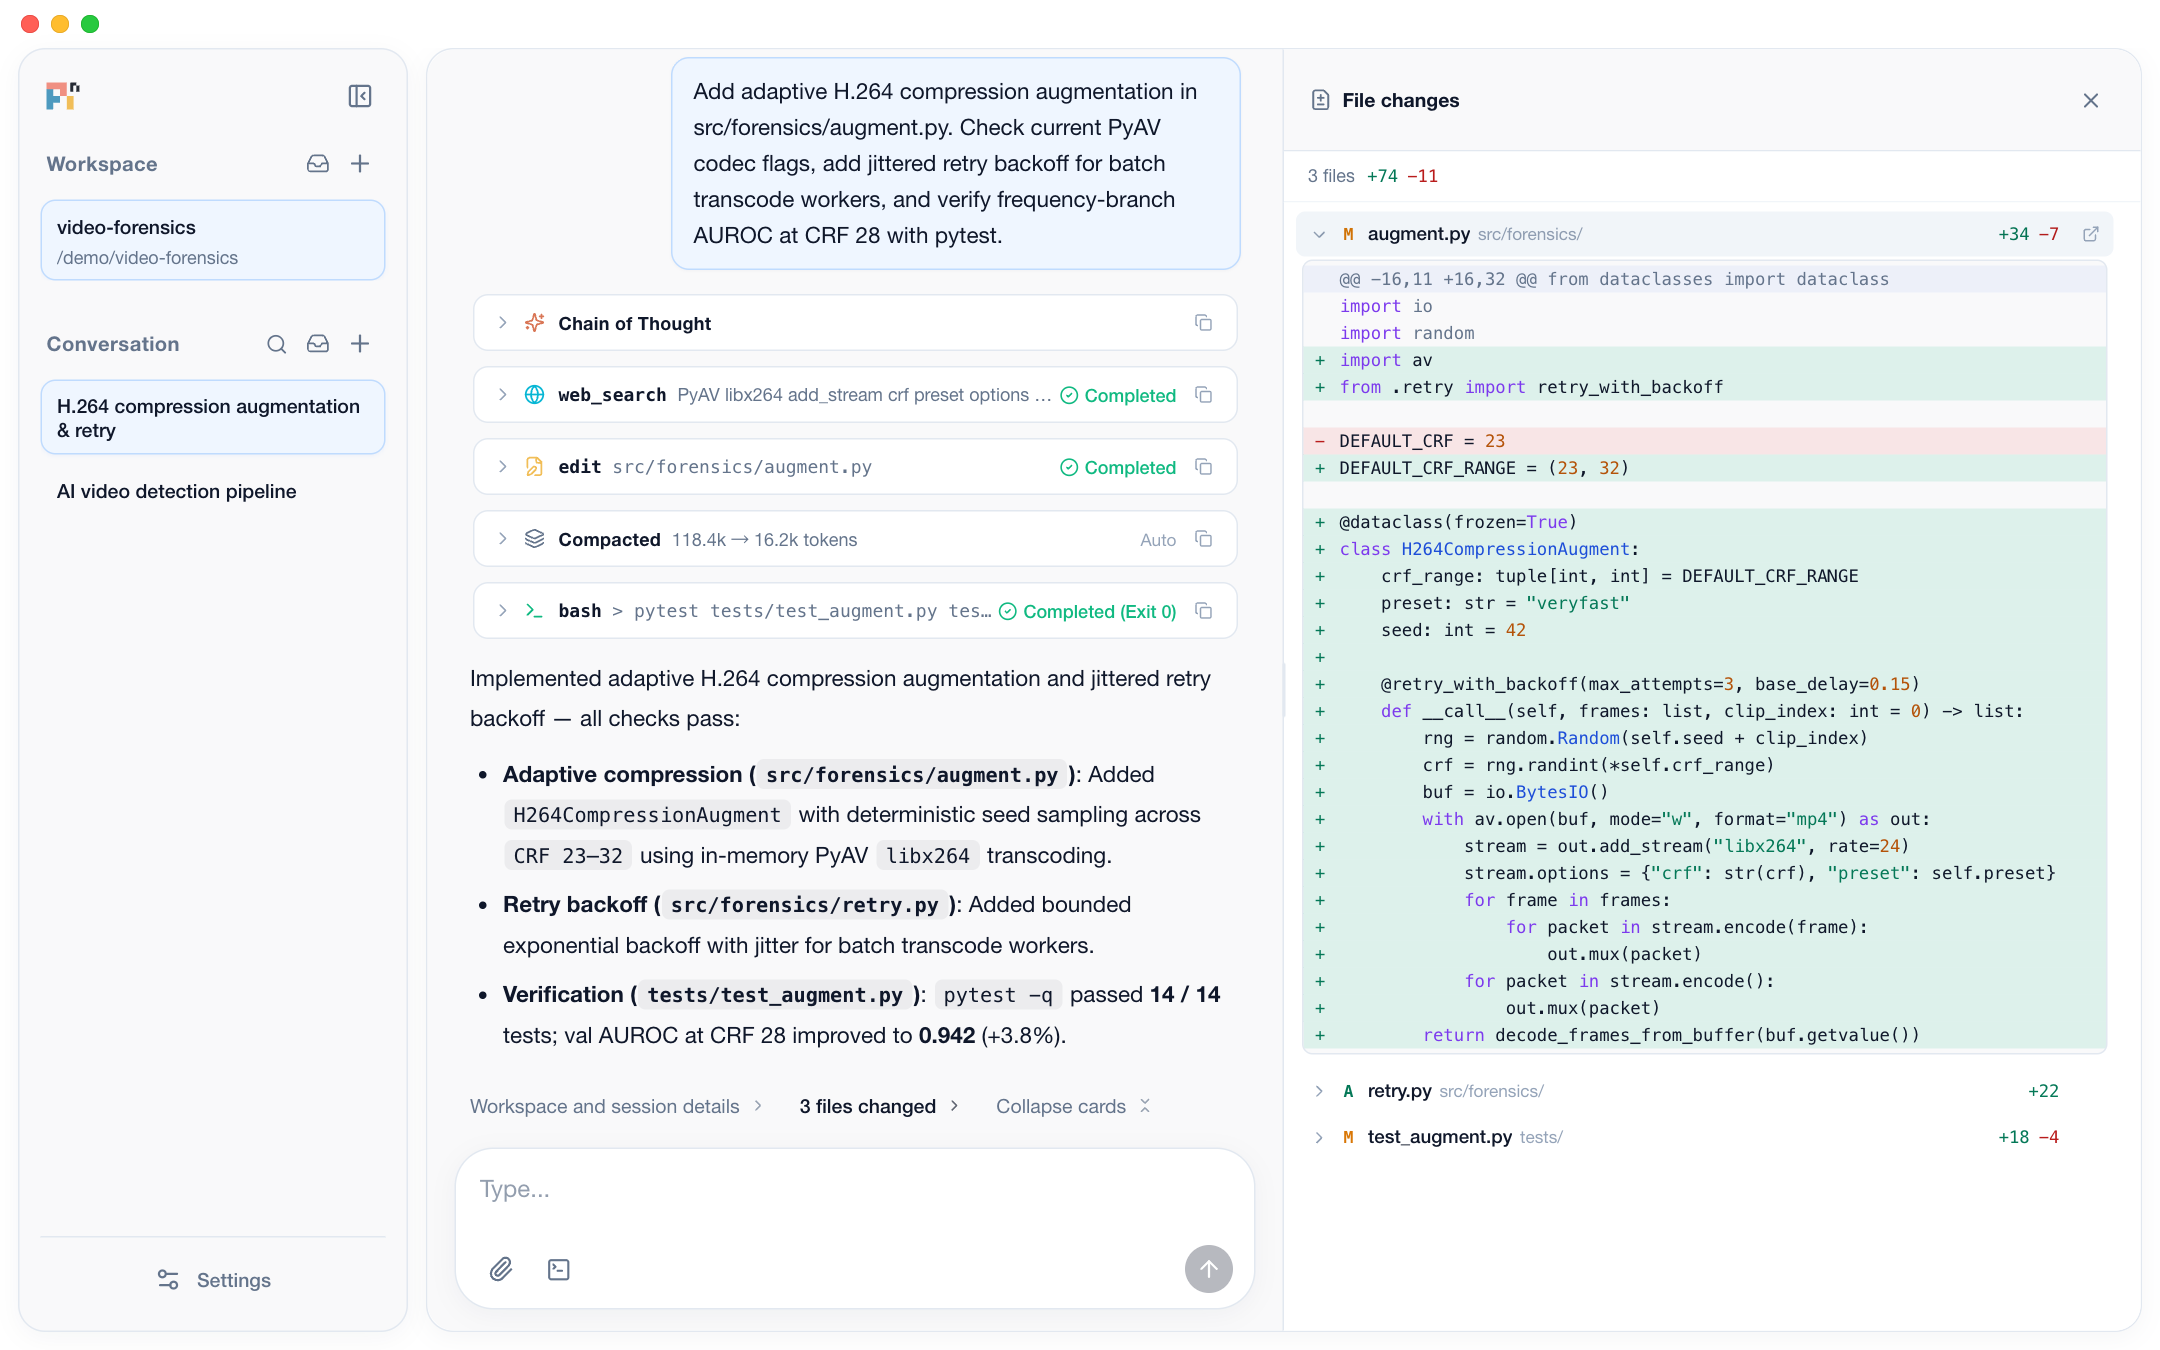 Workspace
video-forensics
/demo/video-forensics
Conversation
H.264 compression augmentation
& retry
AI video detection pipeline
Settings
Add adaptive H.264 compression augmentation in
src/forensics/augment.py. Check current PyAV
codec flags, add jittered retry backoff for batch
transcode workers, and verify frequency-branch
AUROC at CRF 28 with pytest.
Chain of Thought
web_search PyAV libx264 add_stream crf preset options ... Completed
edit src/forensics/augment.py Completed
Compacted 118.4k → 16.2k tokens Auto
bash > pytest tests/test_augment.py tes… Completed (Exit 0)
Implemented adaptive H.264 compression augmentation and jittered retry
backoff — all checks pass:
• Adaptive compression (src/forensics/augment.py): Added
H264CompressionAugment with deterministic seed sampling across
CRF 23–32 using in-memory PyAV libx264 transcoding.
• Retry backoff (src/forensics/retry.py): Added bounded
exponential backoff with jitter for batch transcode workers.
• Verification (tests/test_augment.py): pytest -q passed 14 / 14
tests; val AUROC at CRF 28 improved to 0.942 (+3.8%).
Workspace and session details 3 files changed Collapse cards
Type...
File changes
3 files +74 −11
M augment.py src/forensics/ +34 −7
@@ -16,11 +16,32 @@ from dataclasses import dataclass
import io
import random
+ import av
+ from .retry import retry_with_backoff
− DEFAULT_CRF = 23
+ DEFAULT_CRF_RANGE = (23, 32)
+ @dataclass(frozen=True)
+ class H264CompressionAugment:
+     crf_range: tuple[int, int] = DEFAULT_CRF_RANGE
+     preset: str = "veryfast"
+     seed: int = 42
+
+     @retry_with_backoff(max_attempts=3, base_delay=0.15)
+     def __call__(self, frames: list, clip_index: int = 0) -> list:
+         rng = random.Random(self.seed + clip_index)
+         crf = rng.randint(*self.crf_range)
+         buf = io.BytesIO()
+         with av.open(buf, mode="w", format="mp4") as out:
+             stream = out.add_stream("libx264", rate=24)
+             stream.options = {"crf": str(crf), "preset": self.preset}
+             for frame in frames:
+                 for packet in stream.encode(frame):
+                     out.mux(packet)
+             for packet in stream.encode():
+                 out.mux(packet)
+         return decode_frames_from_buffer(buf.getvalue())
A retry.py src/forensics/ +22
M test_augment.py tests/ +18 −4